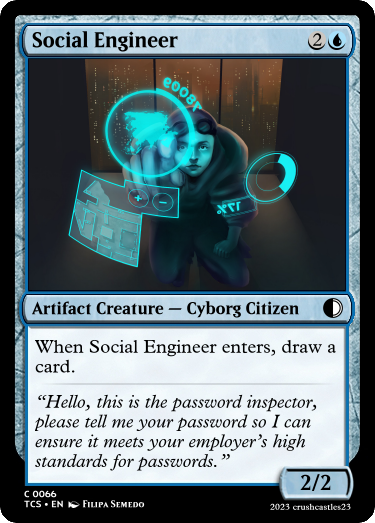 Social Engineer 2
78009
17%
+ −
Artifact Creature — Cyborg Citizen
When Social Engineer enters, draw a
card.
“Hello, this is the password inspector,
please tell me your password so I can
ensure it meets your employer’s high
standards for passwords.”
2/2
C 0066
TCS • EN Filipa Semedo
2023 crushcastles23